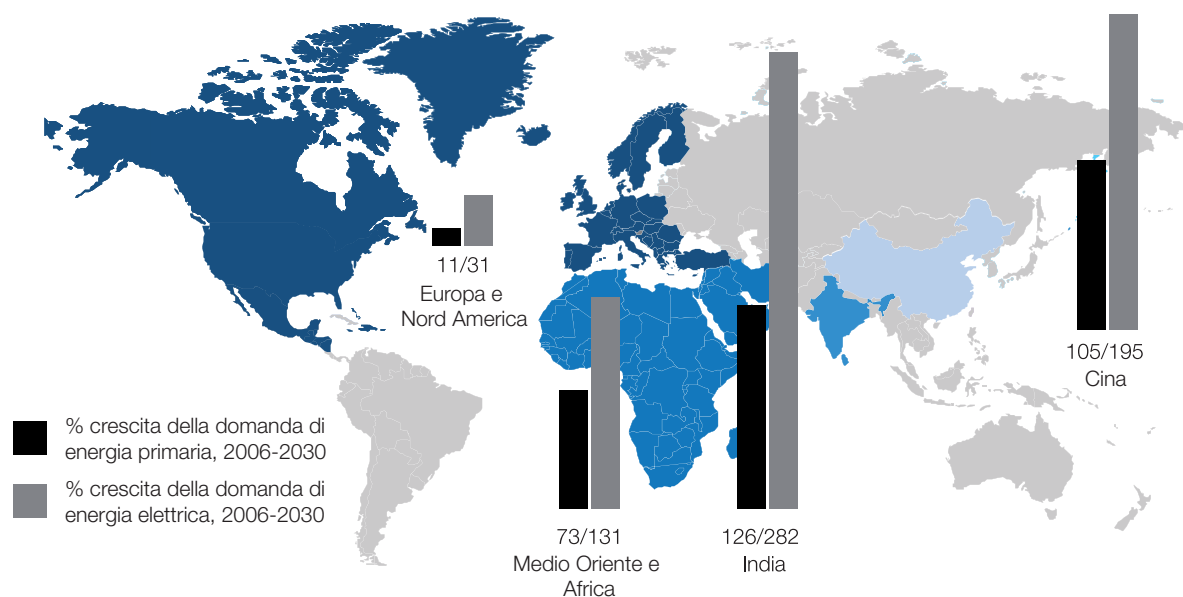 11/31
Europa e
Nord America
105/195
Cina
% crescita della domanda di
energia primaria, 2006-2030
% crescita della domanda di
energia elettrica, 2006-2030
73/131
Medio Oriente e
Africa
126/282
India